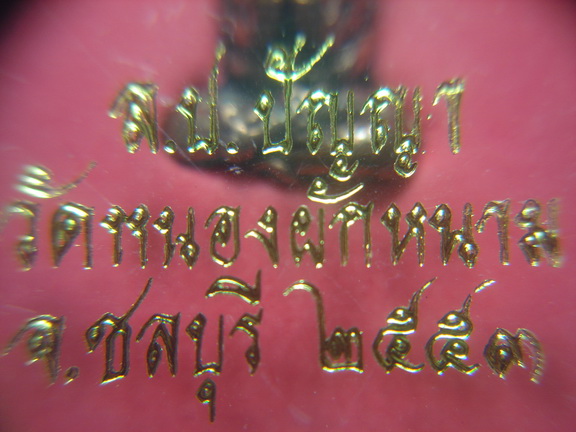 ส.ป.ปัญญา
วัดหนองผักหนาม
จ.ชลบุรี ๒๕๕๓